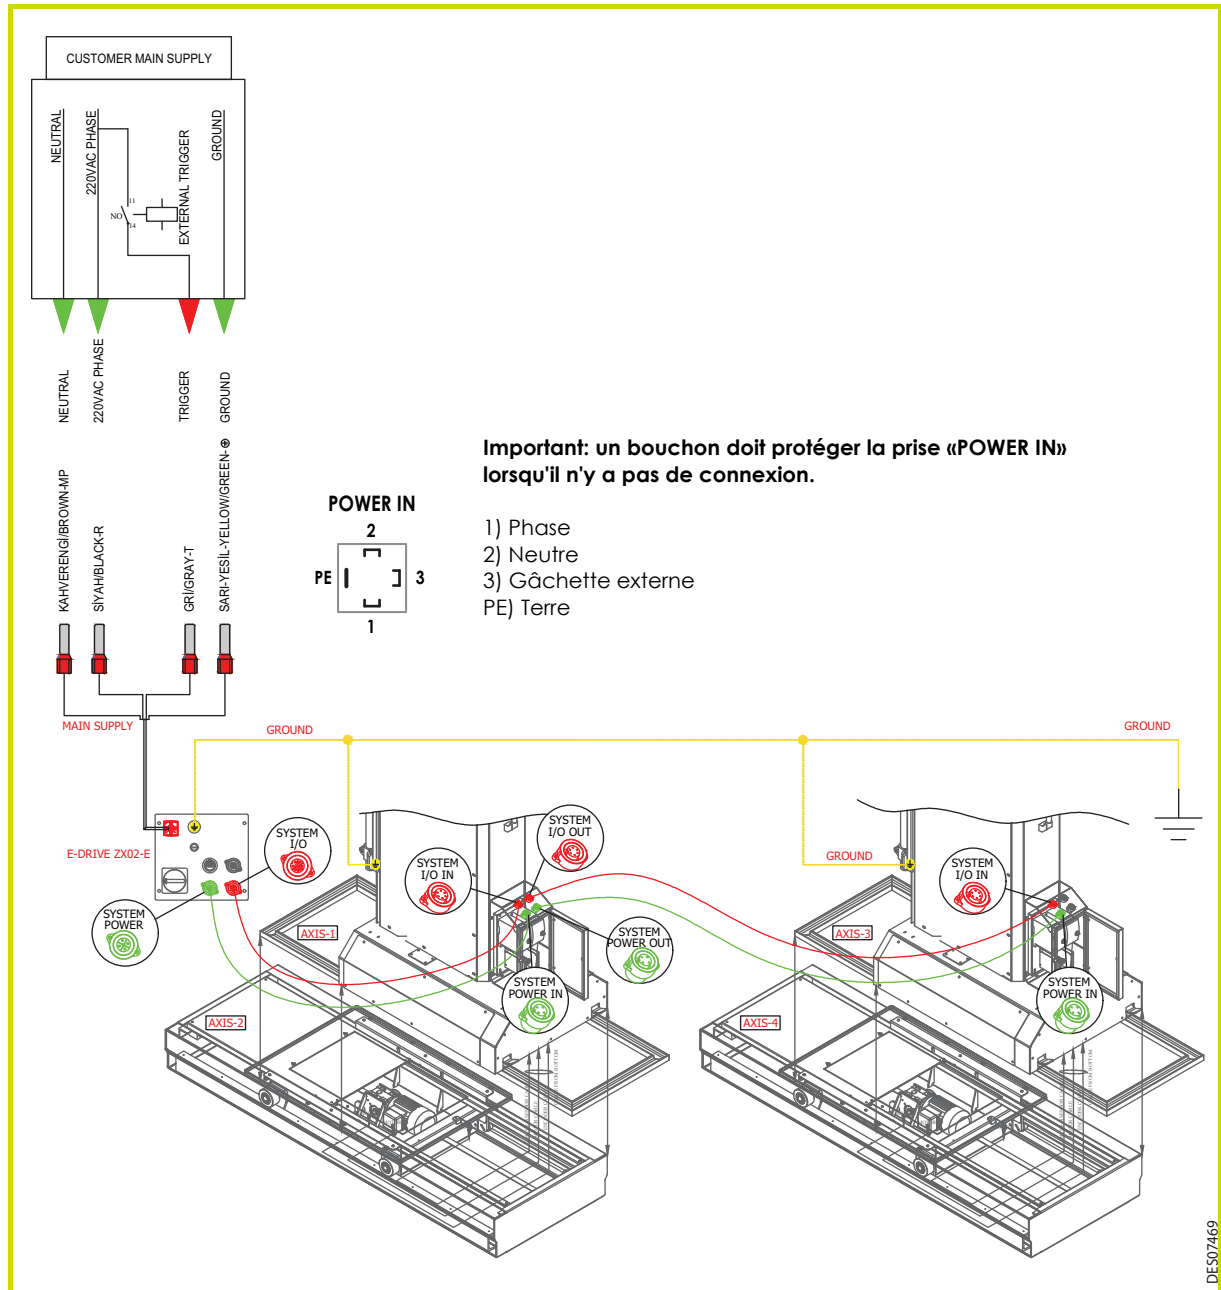 CUSTOMER MAIN SUPPLY
NEUTRAL
220VAC PHASE
EXTERNAL TRIGGER
GROUND
11
NO
14
NEUTRAL
220VAC PHASE
TRIGGER
GROUND
KAHVERENGİ/BROWN-MP
SİYAH/BLACK-R
GRİ/GRAY-T
SARI-YESİL-YELLOW/GREEN-
Important: un bouchon doit protéger la prise «POWER IN»
lorsqu'il n'y a pas de connexion.
POWER IN
2
PE
3
1
1) Phase
2) Neutre
3) Gâchette externe
PE) Terre
MAIN SUPPLY
GROUND
GROUND
E-DRIVE ZX02-E
SYSTEM
I/O
SYSTEM
POWER
SYSTEM
I/O OUT
SYSTEM
I/O IN
SYSTEM
POWER OUT
SYSTEM
POWER IN
AXIS-1
AXIS-2
GROUND
SYSTEM
I/O IN
SYSTEM
POWER IN
AXIS-3
AXIS-4
DES07469